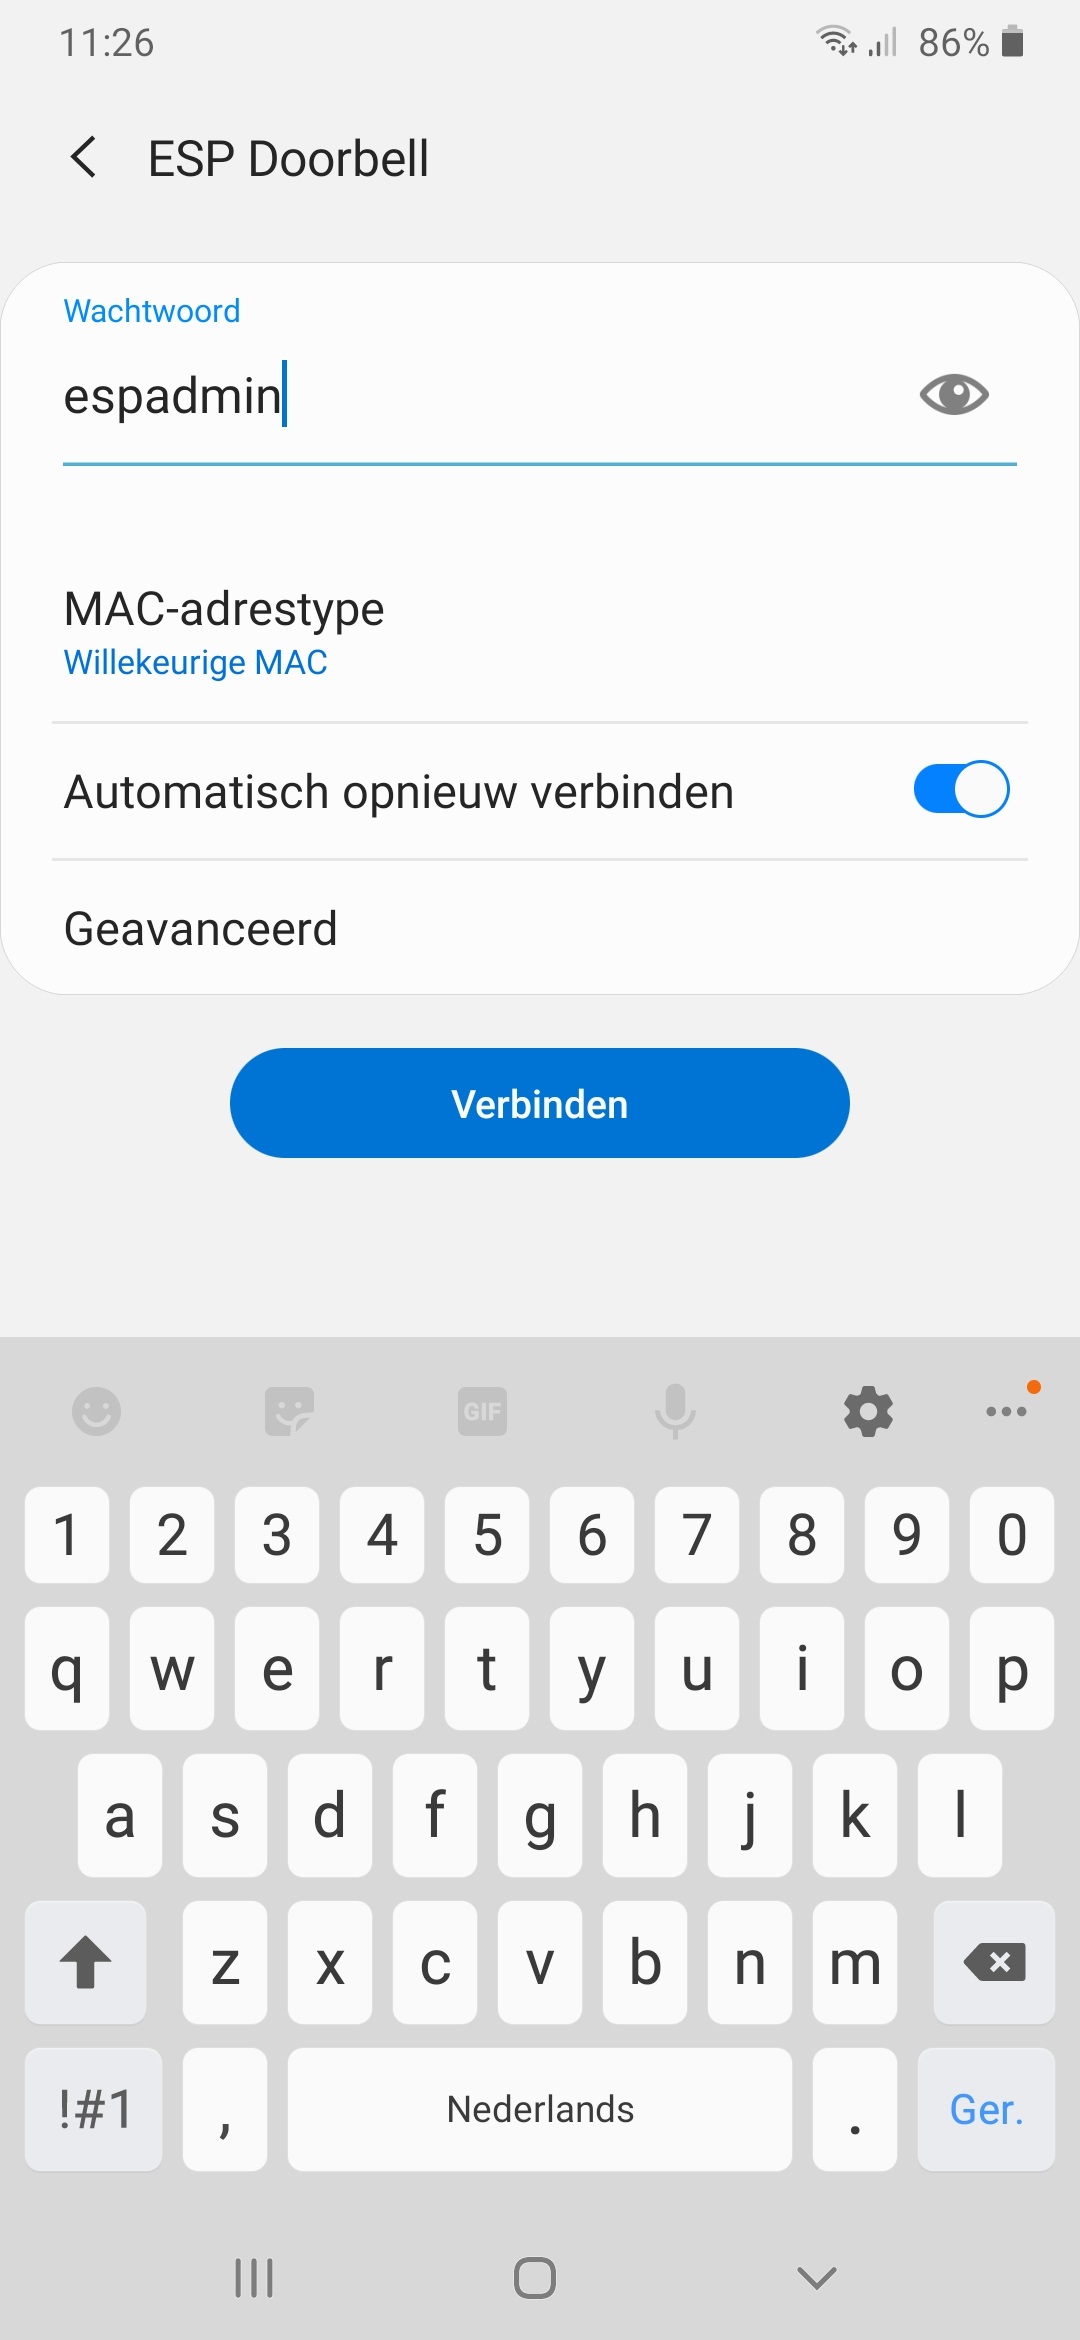 11:26 86%
ESP Doorbell
Wachtwoord
espadmin
MAC-adrestype
Willekeurige MAC
Automatisch opnieuw verbinden
Geavanceerd
Verbinden
GIF
1 2 3 4 5 6 7 8 9 0
q w e r t y u i o p
a s d f g h j k l
z x c v b n m
!#1 , Nederlands . Ger.